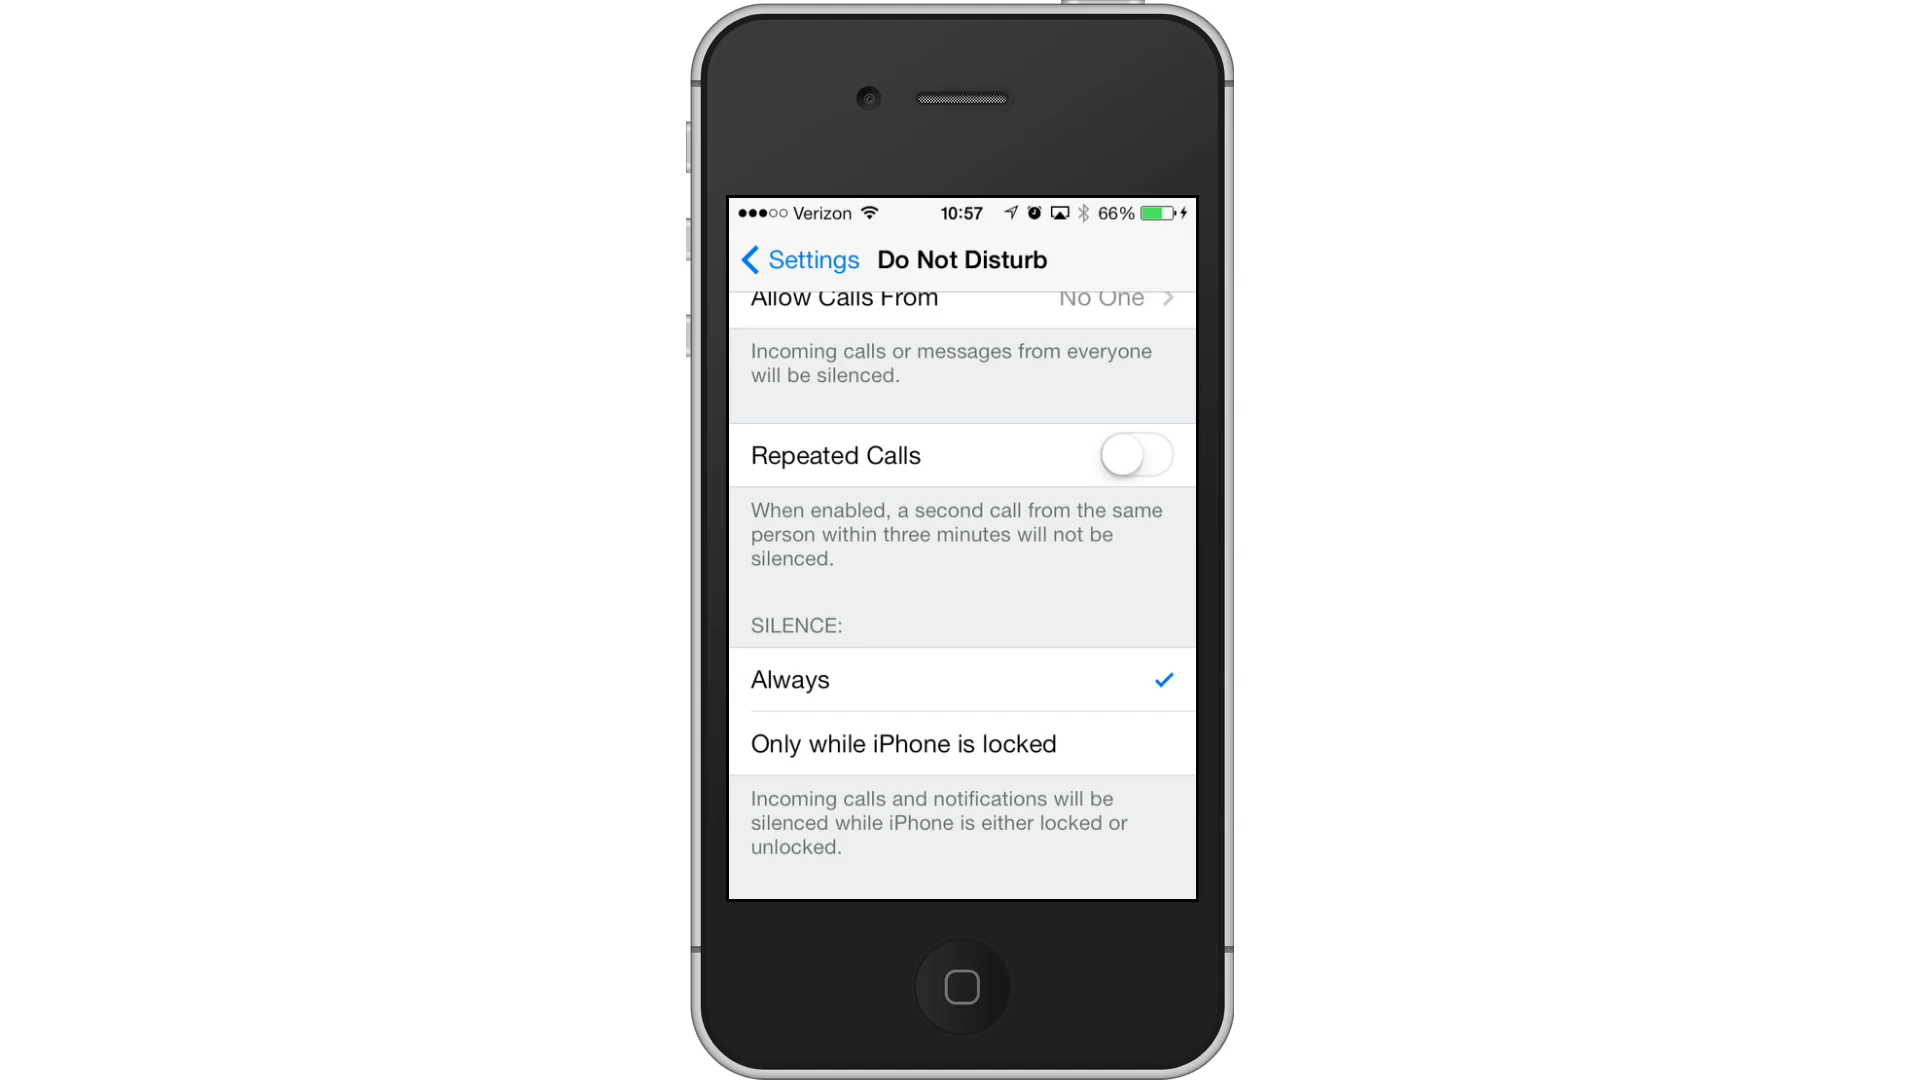 Verizon 10:57 66%
Settings Do Not Disturb
Allow Calls From No One
Incoming calls or messages from everyone
will be silenced.
Repeated Calls
When enabled, a second call from the same
person within three minutes will not be
silenced.
SILENCE:
Always
Only while iPhone is locked
Incoming calls and notifications will be
silenced while iPhone is either locked or
unlocked.